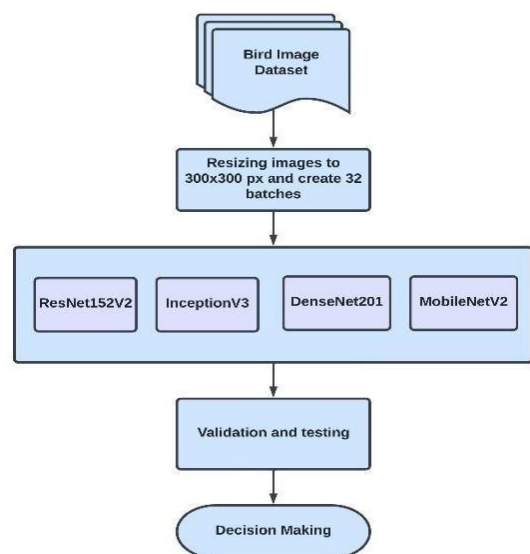 Bird Image
Dataset
Resizing images to
300x300 px and create 32
batches
ResNet152V2
InceptionV3
DenseNet201
MobileNetV2
Validation and testing
Decision Making